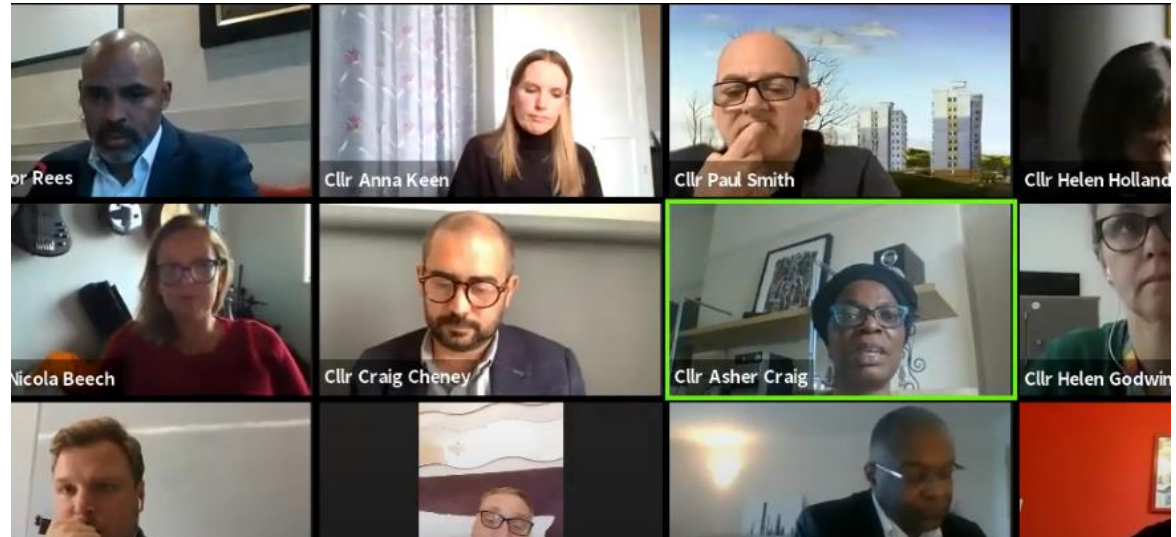 or Rees
Cllr Anna Keen
Cllr Paul Smith
Cllr Helen Holland
Nicola Beech
Cllr Craig Cheney
Cllr Asher Craig
Cllr Helen Godwin